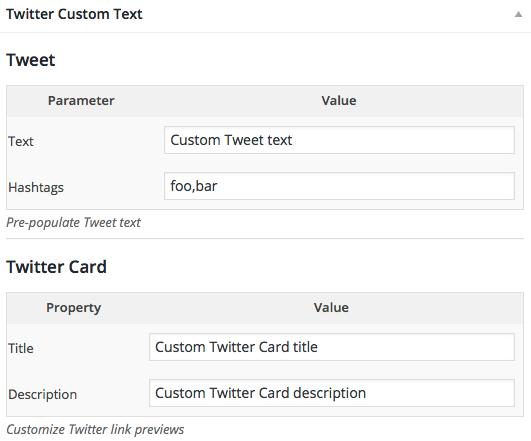 Twitter Custom Text
Tweet
Parameter Value
Text Custom Tweet text
Hashtags foo,bar
Pre-populate Tweet text
Twitter Card
Property Value
Title Custom Twitter Card title
Description Custom Twitter Card description
Customize Twitter link previews